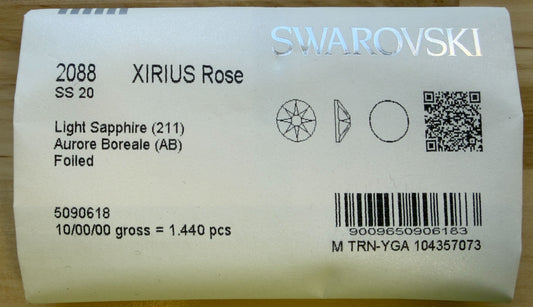 SWAROVSKI
2088 XIRIUS Rose
SS 20
Light Sapphire (211)
Aurore Boreale (AB)
Foiled
5090618
10/00/00 gross = 1.440 pcs
9009650906183
M TRN-YGA 104357073